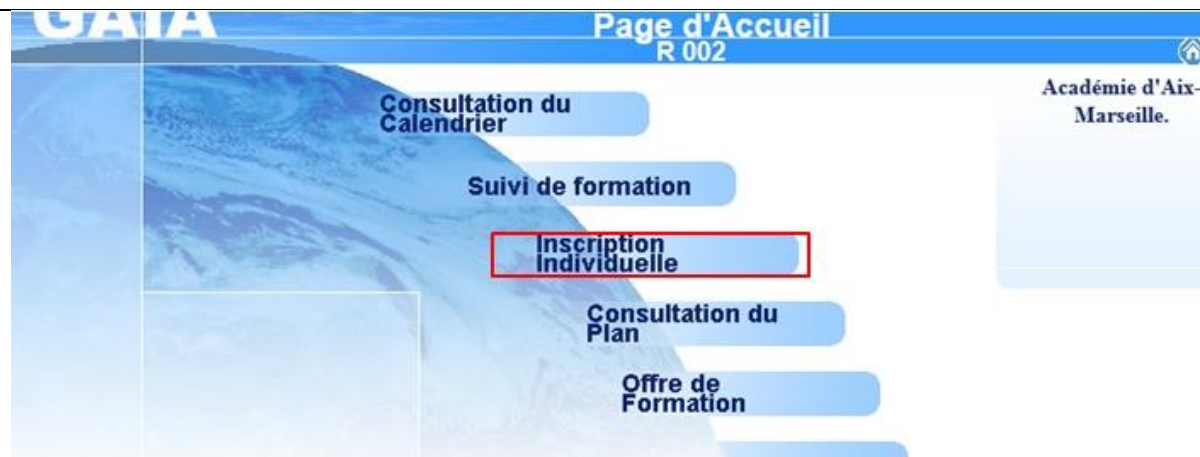 GAIA
Page d'Accueil
R 002
Académie d'Aix-
Marseille.
Consultation du
Calendrier
Suivi de formation
Inscription
Individuelle
Consultation du
Plan
Offre de
Formation